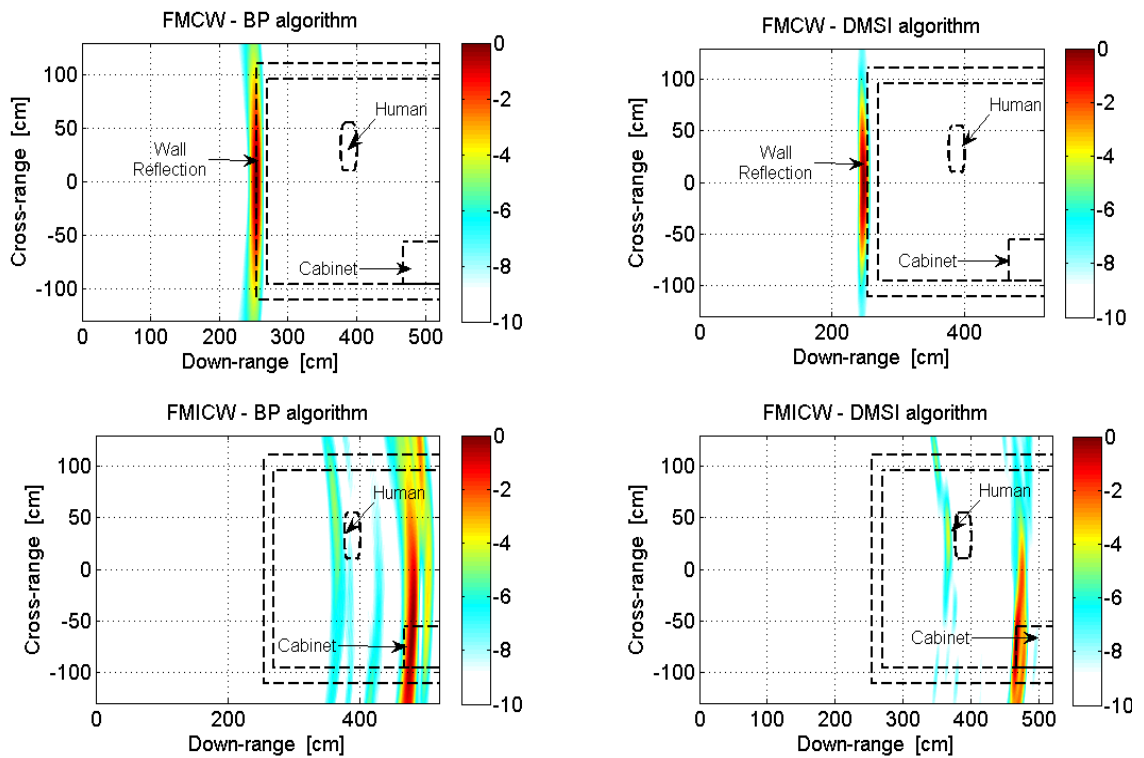 FMCW - BP algorithm
Cross-range [cm]
100
50
0
-50
-100
Wall
Reflection
Human
Cabinet
0
100
200
300
400
500
Down-range [cm]
0
-2
-4
-6
-8
-10
FMCW - DMSI algorithm
Cross-range [cm]
100
50
0
-50
-100
Wall
Reflection
Human
Cabinet
0
200
400
Down-range [cm]
0
-2
-4
-6
-8
-10
FMICW - BP algorithm
Cross-range [cm]
100
50
0
-50
-100
Human
Cabinet
0
200
400
Down-range [cm]
0
-2
-4
-6
-8
-10
FMICW - DMSI algorithm
Cross-range [cm]
100
50
0
-50
-100
Human
Cabinet
0
100
200
300
400
500
Down-range [cm]
0
-2
-4
-6
-8
-10